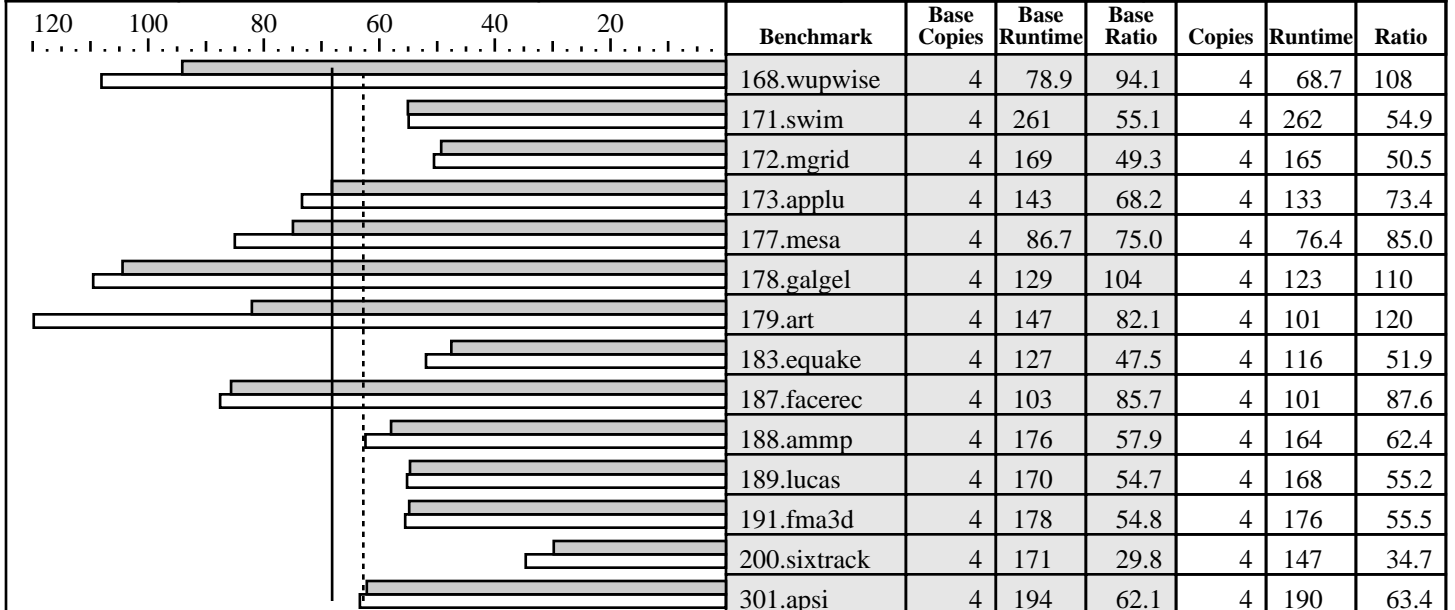 120 100 80 60 40 20
Benchmark Base Copies Base Runtime Base Ratio Copies Runtime Ratio
168.wupwise 4 78.9 94.1 4 68.7 108
171.swim 4 261 55.1 4 262 54.9
172.mgrid 4 169 49.3 4 165 50.5
173.applu 4 143 68.2 4 133 73.4
177.mesa 4 86.7 75.0 4 76.4 85.0
178.galgel 4 129 104 4 123 110
179.art 4 147 82.1 4 101 120
183.equake 4 127 47.5 4 116 51.9
187.facerec 4 103 85.7 4 101 87.6
188.ammp 4 176 57.9 4 164 62.4
189.lucas 4 170 54.7 4 168 55.2
191.fma3d 4 178 54.8 4 176 55.5
200.sixtrack 4 171 29.8 4 147 34.7
301.apsi 4 194 62.1 4 190 63.4